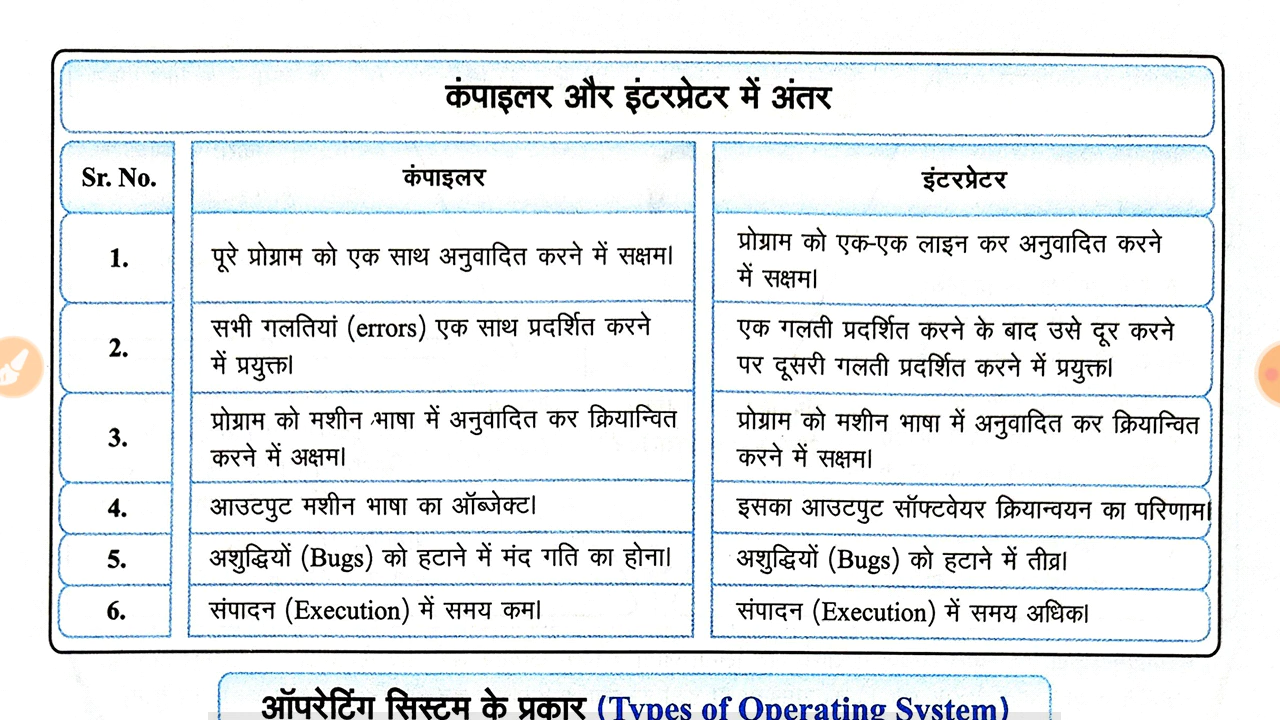 कंपाइलर और इंटरप्रेटर में अंतर
Sr. No.
कंपाइलर
इंटरप्रेटर
1.
पूरे प्रोग्राम को एक साथ अनुवादित करने में सक्षम।
प्रोग्राम को एक-एक लाइन कर अनुवादित करने
में सक्षम।
2.
सभी गलतियां (errors) एक साथ प्रदर्शित करने
में प्रयुक्त।
एक गलती प्रदर्शित करने के बाद उसे दूर करने
पर दूसरी गलती प्रदर्शित करने में प्रयुक्त।
3.
प्रोग्राम को मशीन भाषा में अनुवादित कर क्रियान्वित
करने में अक्षम।
प्रोग्राम को मशीन भाषा में अनुवादित कर क्रियान्वित
करने में सक्षम।
4.
आउटपुट मशीन भाषा का ऑब्जेक्ट।
इसका आउटपुट सॉफ्टवेयर क्रियान्वयन का परिणाम।
5.
अशुद्धियों (Bugs) को हटाने में मंद गति का होना।
अशुद्धियों (Bugs) को हटाने में तीव्र।
6.
संपादन (Execution) में समय कम।
संपादन (Execution) में समय अधिक।
ऑपरेटिंग सिस्टम के प्रकार (Types of Operating System)